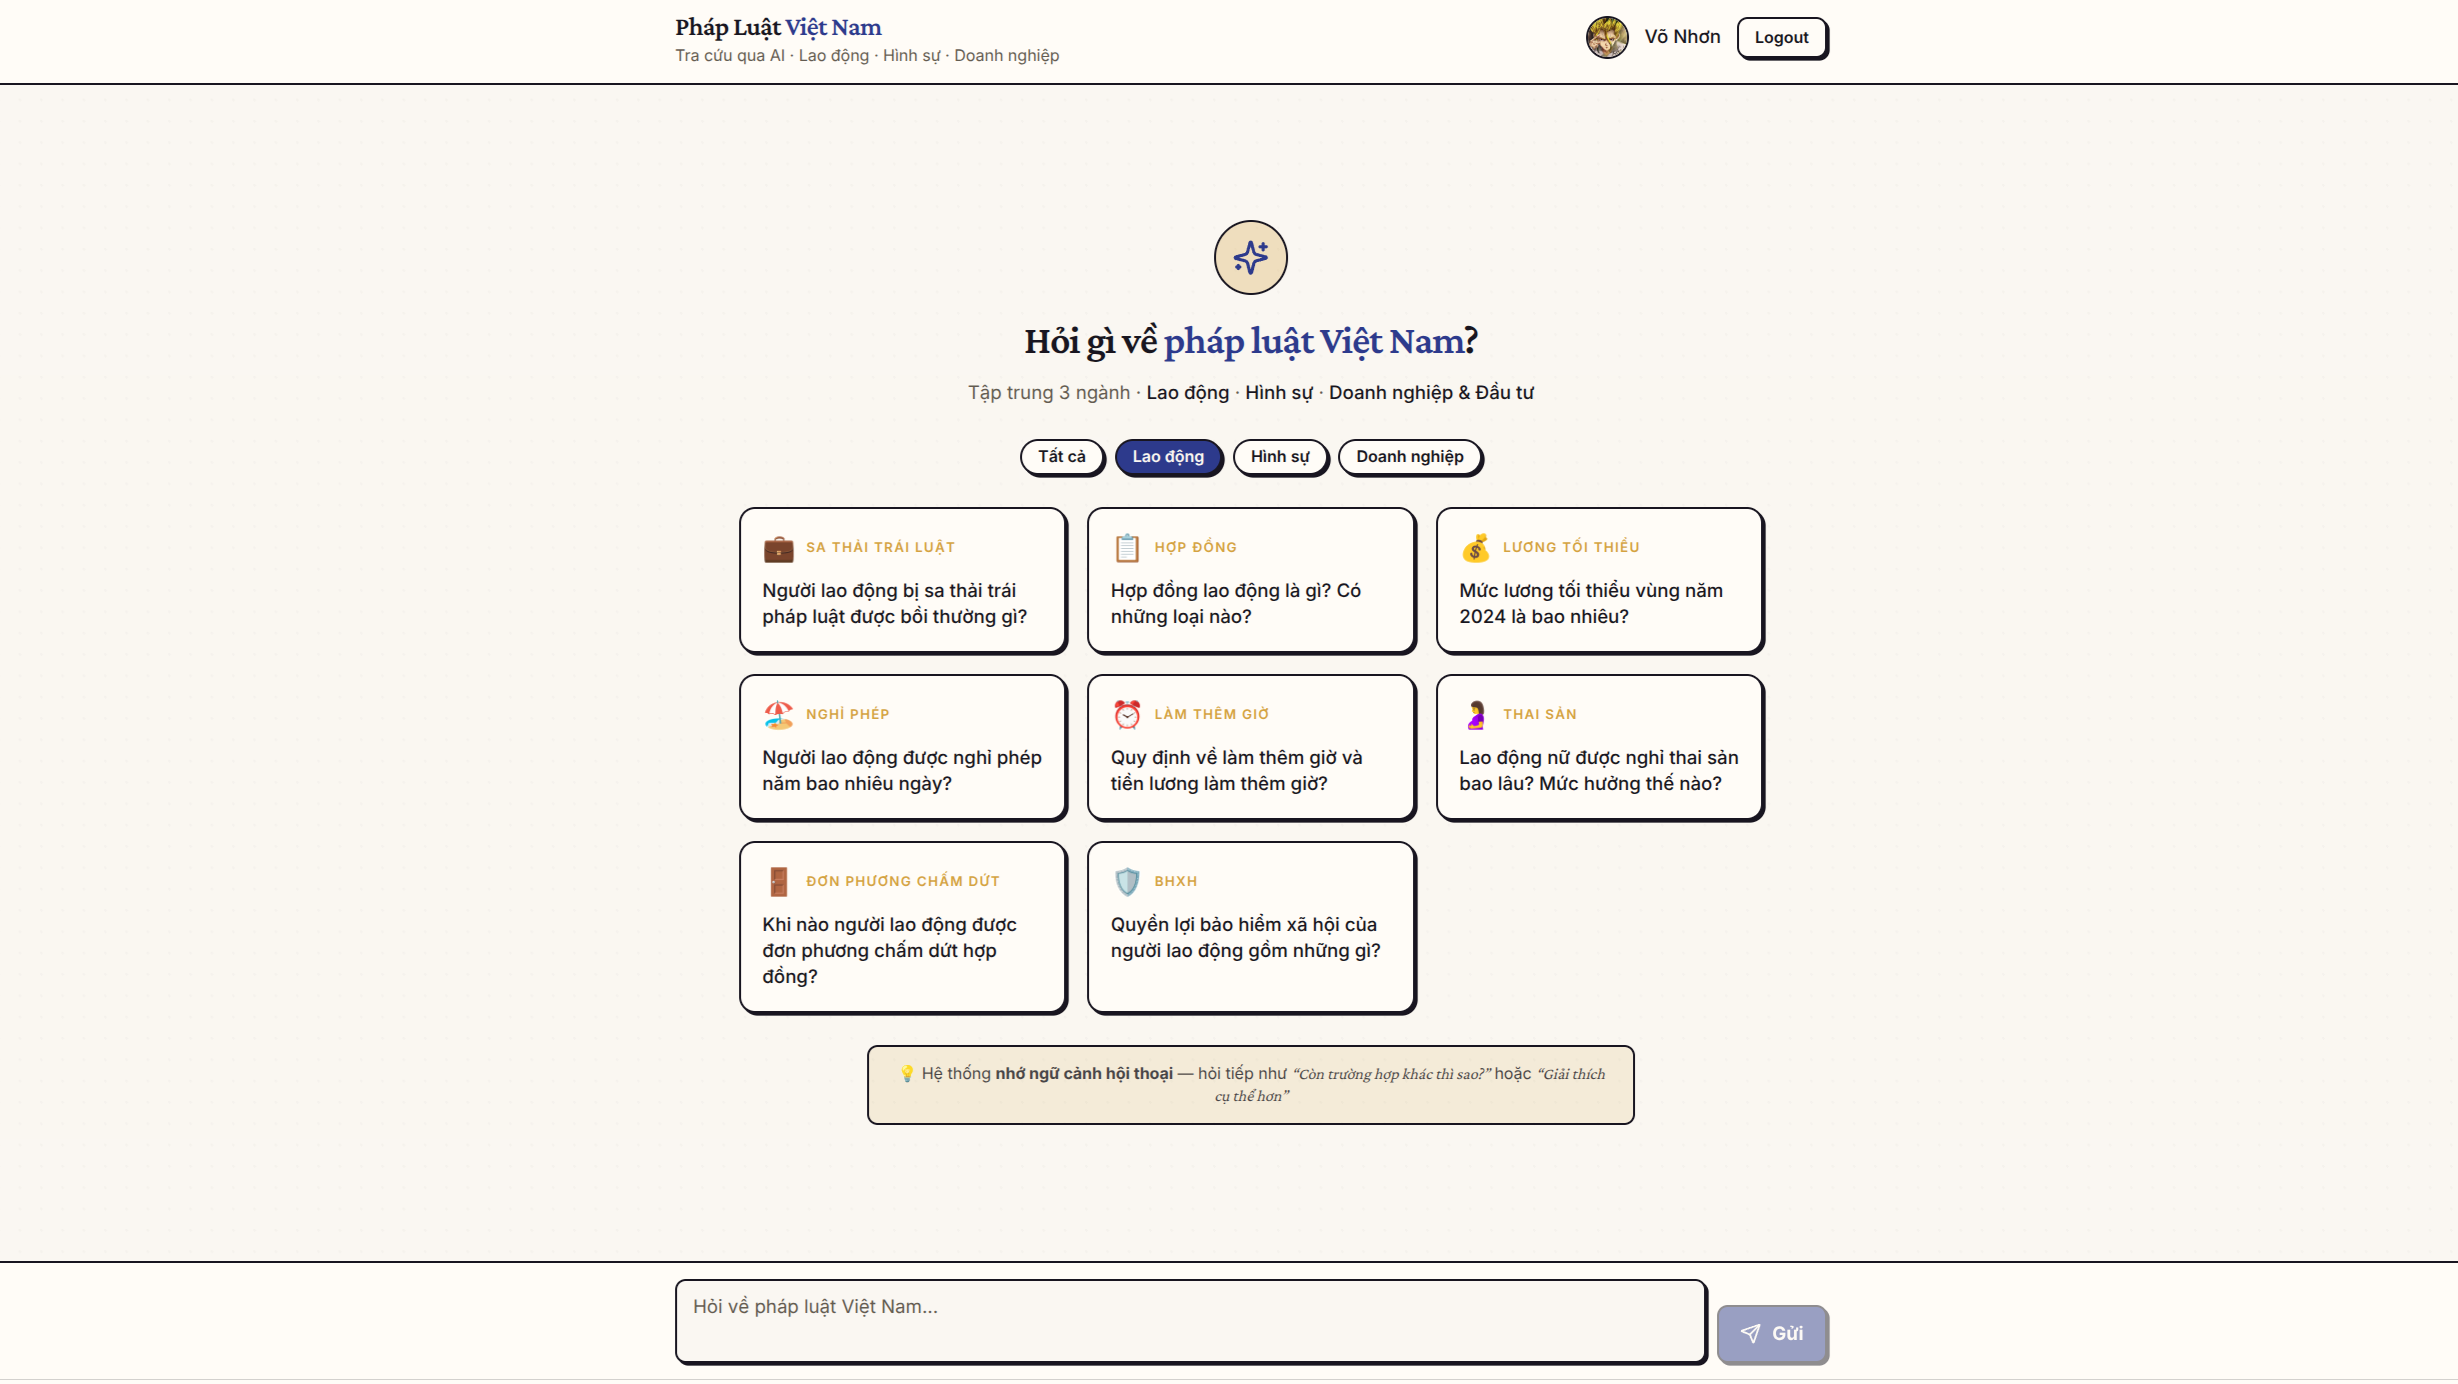 Pháp Luật Việt Nam
Tra cứu qua AI · Lao động · Hình sự · Doanh nghiệp
Võ Nhơn
Logout
Hỏi gì về pháp luật Việt Nam?
Tập trung 3 ngành · Lao động · Hình sự · Doanh nghiệp & Đầu tư
Tất cả
Lao động
Hình sự
Doanh nghiệp
SA THẢI TRÁI LUẬT
Người lao động bị sa thải trái
pháp luật được bồi thường gì?
HỢP ĐỒNG
Hợp đồng lao động là gì? Có
những loại nào?
LƯƠNG TỐI THIỂU
Mức lương tối thiểu vùng năm
2024 là bao nhiêu?
NGHỈ PHÉP
Người lao động được nghỉ phép
năm bao nhiêu ngày?
LÀM THÊM GIỜ
Quy định về làm thêm giờ và
tiền lương làm thêm giờ?
THAI SẢN
Lao động nữ được nghỉ thai sản
bao lâu? Mức hưởng thế nào?
ĐƠN PHƯƠNG CHẤM DỨT
Khi nào người lao động được
đơn phương chấm dứt hợp
đồng?
BHXH
Quyền lợi bảo hiểm xã hội của
người lao động gồm những gì?
💡 Hệ thống nhớ ngữ cảnh hội thoại — hỏi tiếp như “Còn trường hợp khác thì sao?” hoặc “Giải thích
cụ thể hơn”
Hỏi về pháp luật Việt Nam...
Gửi